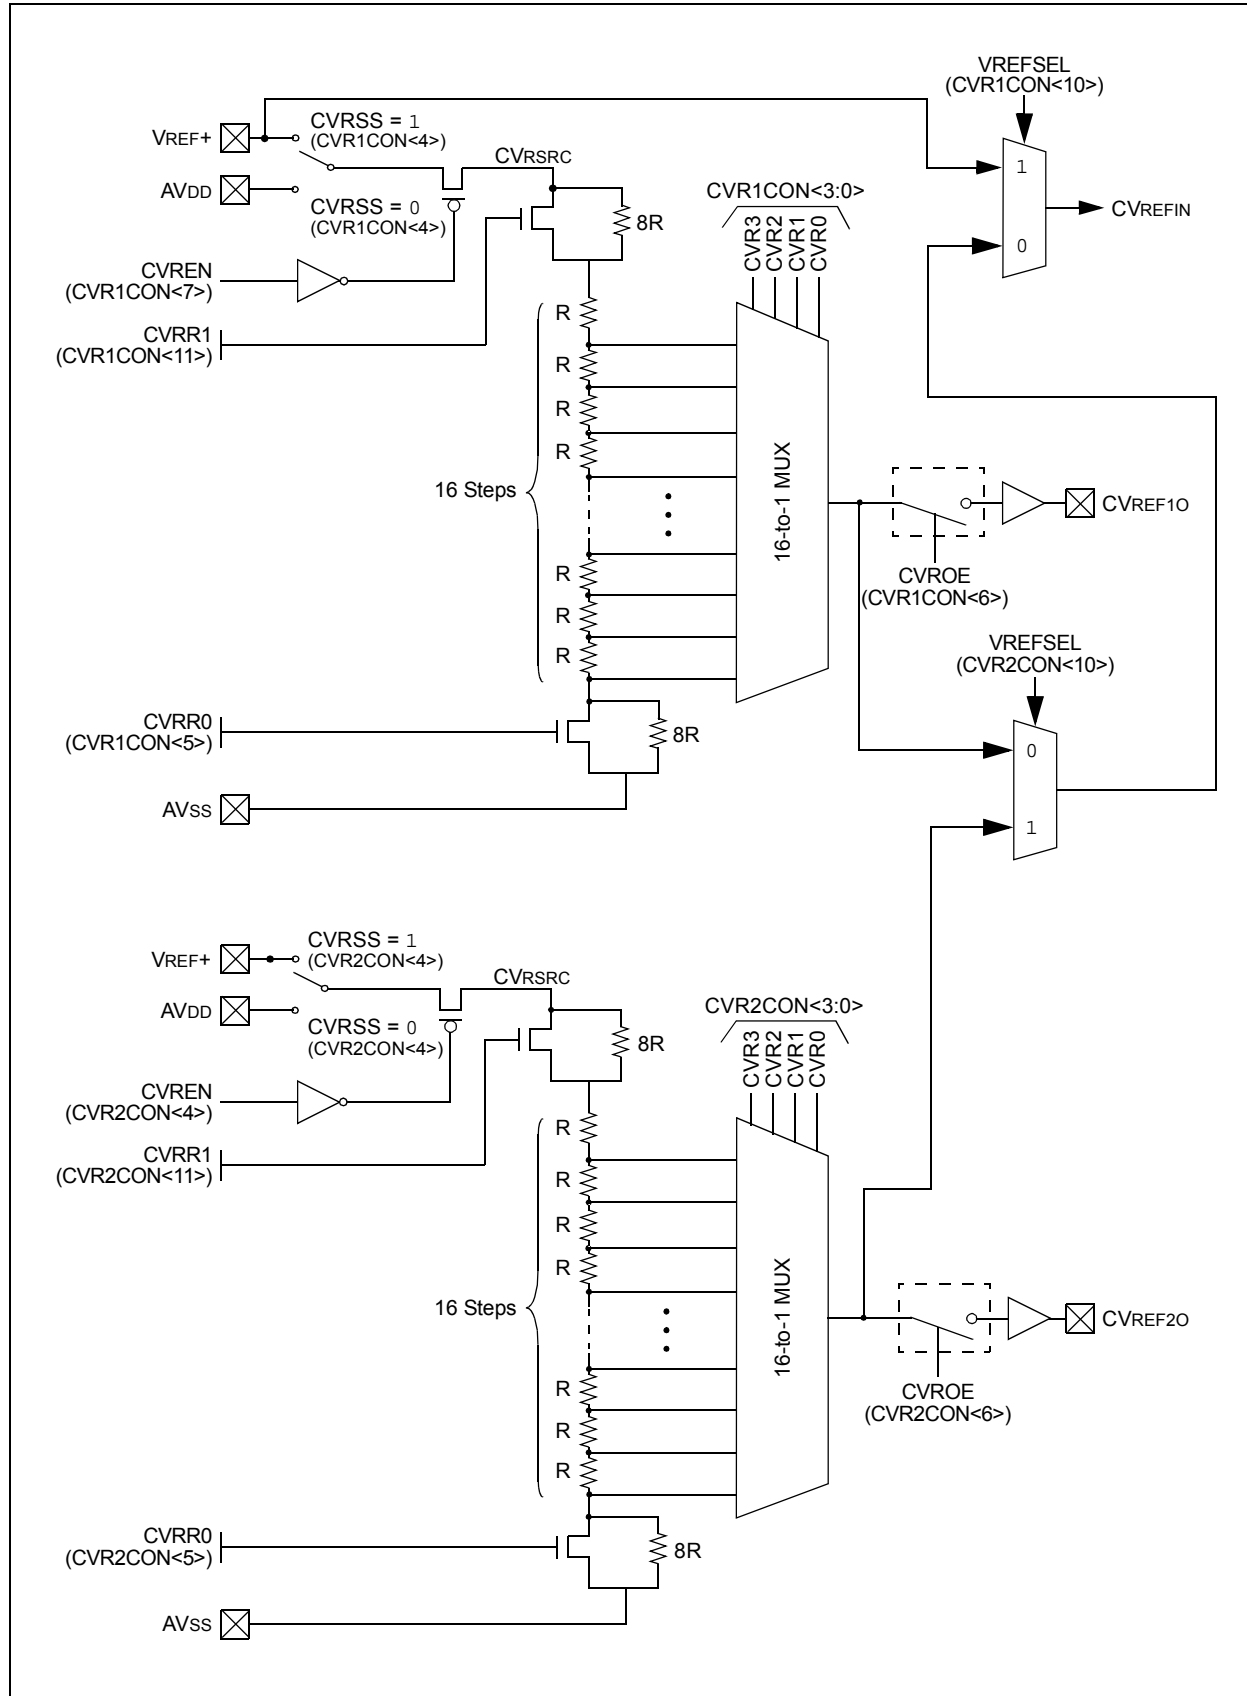 VREFSEL
(CVR1CON<10>)
VREF+
CVRSS = 1
(CVR1CON<4>)
CVRSRC
AVDD
CVRSS = 0
(CVR1CON<4>)
8R
CVR1CON<3:0>
CVR3
CVR2
CVR1
CVR0
1
0
CVREFIN
CVREN
(CVR1CON<7>)
CVRR1
(CVR1CON<11>)
R
R
R
R
16 Steps
R
R
R
16-to-1 MUX
CVREF1O
CVROE
(CVR1CON<6>)
VREFSEL
(CVR2CON<10>)
0
1
CVRR0
(CVR1CON<5>)
8R
AVSS
VREF+
CVRSS = 1
(CVR2CON<4>)
CVRSRC
AVDD
CVRSS = 0
(CVR2CON<4>)
8R
CVR2CON<3:0>
CVR3
CVR2
CVR1
CVR0
CVREN
(CVR2CON<4>)
CVRR1
(CVR2CON<11>)
R
R
R
R
16 Steps
R
R
R
16-to-1 MUX
CVREF2O
CVROE
(CVR2CON<6>)
CVRR0
(CVR2CON<5>)
8R
AVSS